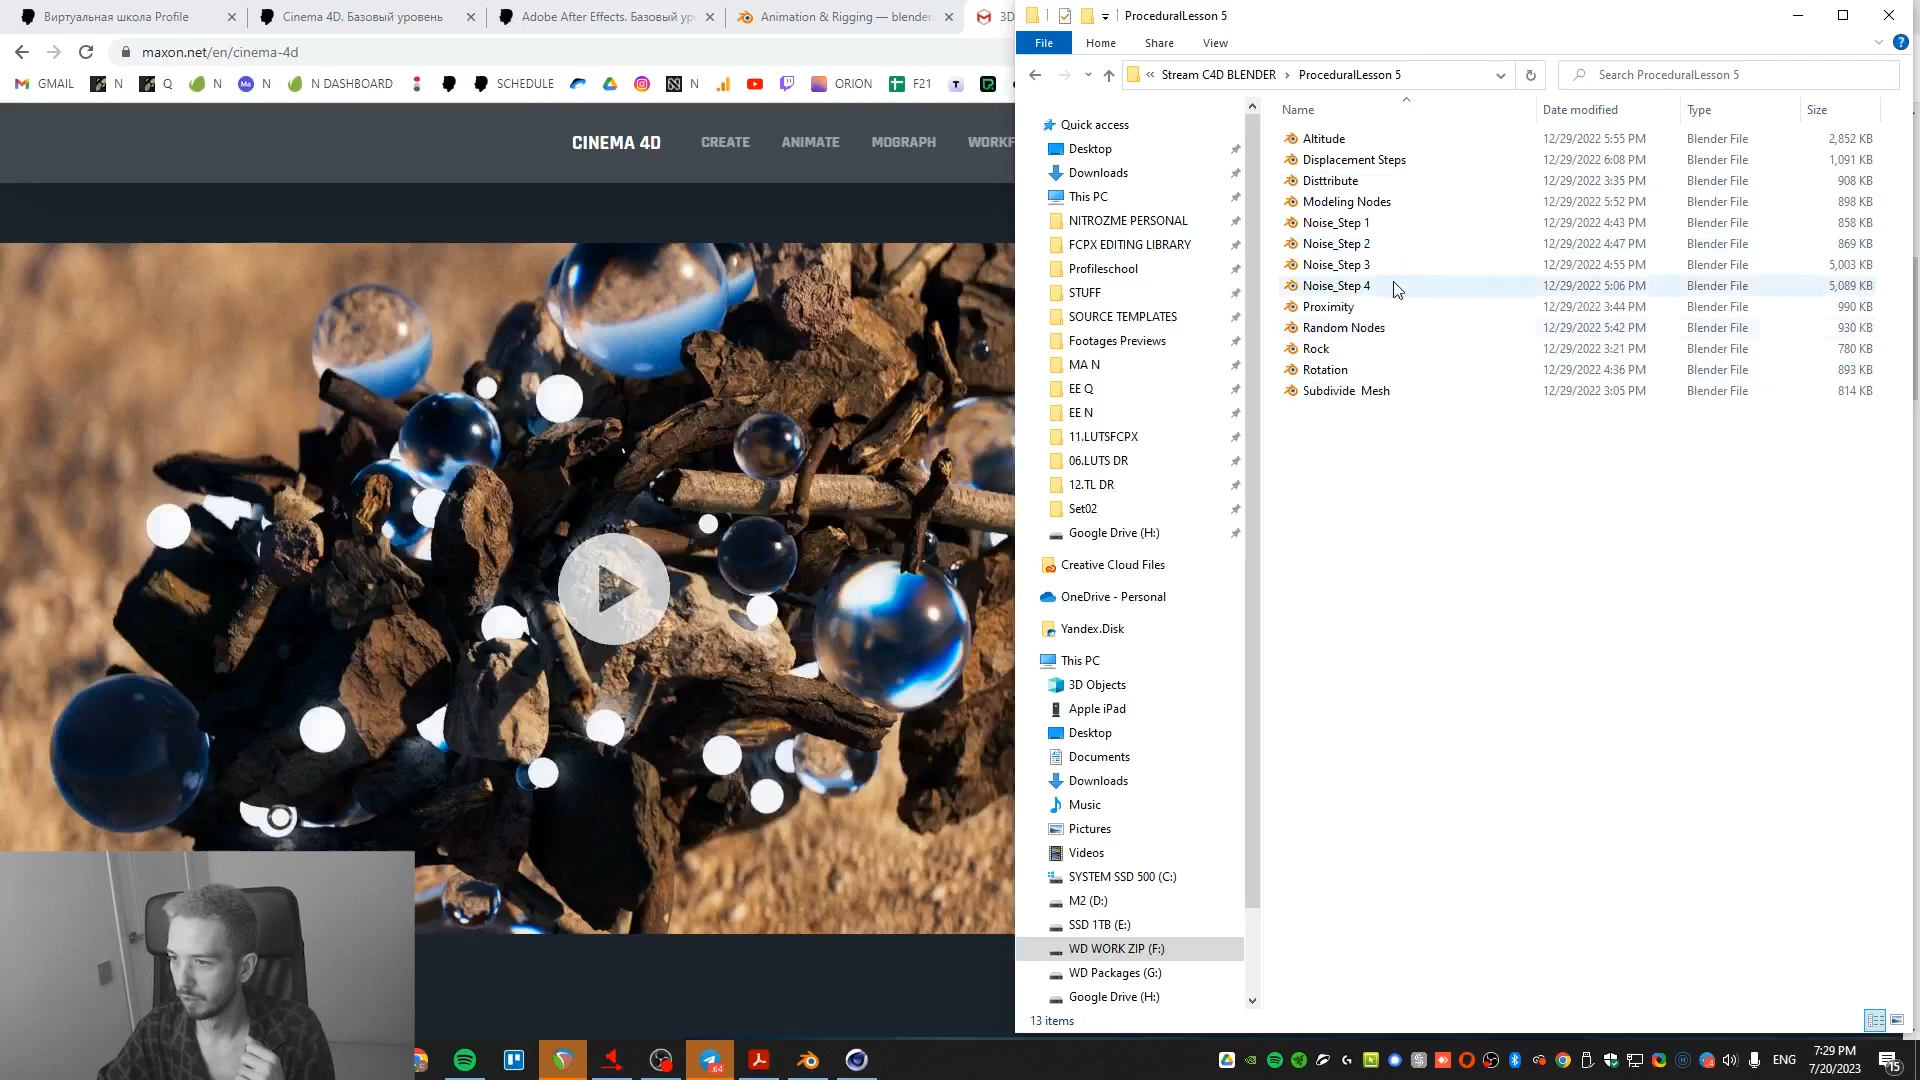 Виртуальная школа Profile
Cinema 4D. Базовый уровень
Adobe After Effects. Базовый ур
Animation & Rigging — blender.
3D
ProceduralLesson 5
maxon.net/en/cinema-4d
File
Home
Share
View
GMAIL
N
Q
N
N
N DASHBOARD
SCHEDULE
N
ORION
F21
« Stream C4D BLENDER › ProceduralLesson 5
Search ProceduralLesson 5
CINEMA 4D
CREATE
ANIMATE
MOGRAPH
WORKF
Name
Date modified
Type
Size
Altitude 12/29/2022 5:55 PM Blender File 2,852 KB
Displacement Steps 12/29/2022 6:08 PM Blender File 1,091 KB
Disttribute 12/29/2022 3:35 PM Blender File 908 KB
Modeling Nodes 12/29/2022 5:52 PM Blender File 898 KB
Noise_Step 1 12/29/2022 4:43 PM Blender File 858 KB
Noise_Step 2 12/29/2022 4:47 PM Blender File 869 KB
Noise_Step 3 12/29/2022 4:55 PM Blender File 5,003 KB
Noise_Step 4 12/29/2022 5:06 PM Blender File 5,089 KB
Proximity 12/29/2022 3:44 PM Blender File 990 KB
Random Nodes 12/29/2022 5:42 PM Blender File 930 KB
Rock 12/29/2022 3:21 PM Blender File 780 KB
Rotation 12/29/2022 4:36 PM Blender File 893 KB
Subdivide Mesh 12/29/2022 3:05 PM Blender File 814 KB
Quick access
Desktop
Downloads
This PC
NITROZME PERSONAL
FCPX EDITING LIBRARY
Profileschool
STUFF
SOURCE TEMPLATES
Footages Previews
MA N
EE Q
EE N
11.LUTSFCPX
06.LUTS DR
12.TL DR
Set02
Google Drive (H:)
Creative Cloud Files
OneDrive - Personal
Yandex.Disk
This PC
3D Objects
Apple iPad
Desktop
Documents
Downloads
Music
Pictures
Videos
SYSTEM SSD 500 (C:)
M2 (D:)
SSD 1TB (E:)
WD WORK ZIP (F:)
WD Packages (G:)
Google Drive (H:)
13 items
ENG
7:29 PM
7/20/2023
15